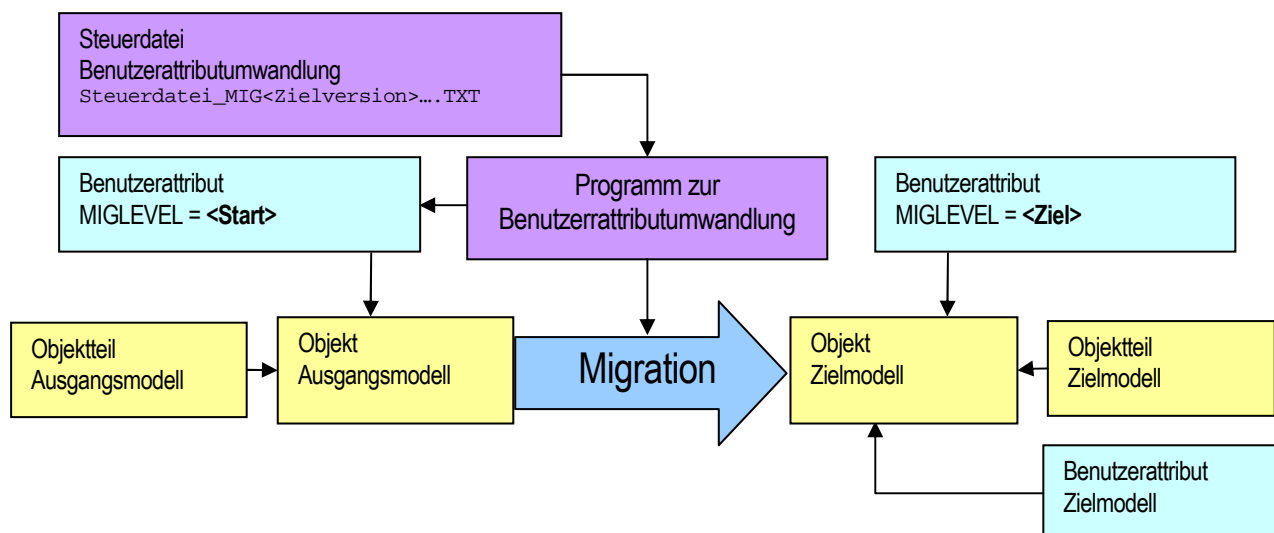 Steuerdatei
Benutzerattributumwandlung
Steuerdatei_MIG<Zielversion>….TXT
Benutzerattribut
MIGLEVEL = <Start>
Programm zur
Benutzerrattributumwandlung
Benutzerattribut
MIGLEVEL = <Ziel>
Objektteil
Ausgangsmodell
Objekt
Ausgangsmodell
Migration
Objekt
Zielmodell
Objektteil
Zielmodell
Benutzerattribut
Zielmodell